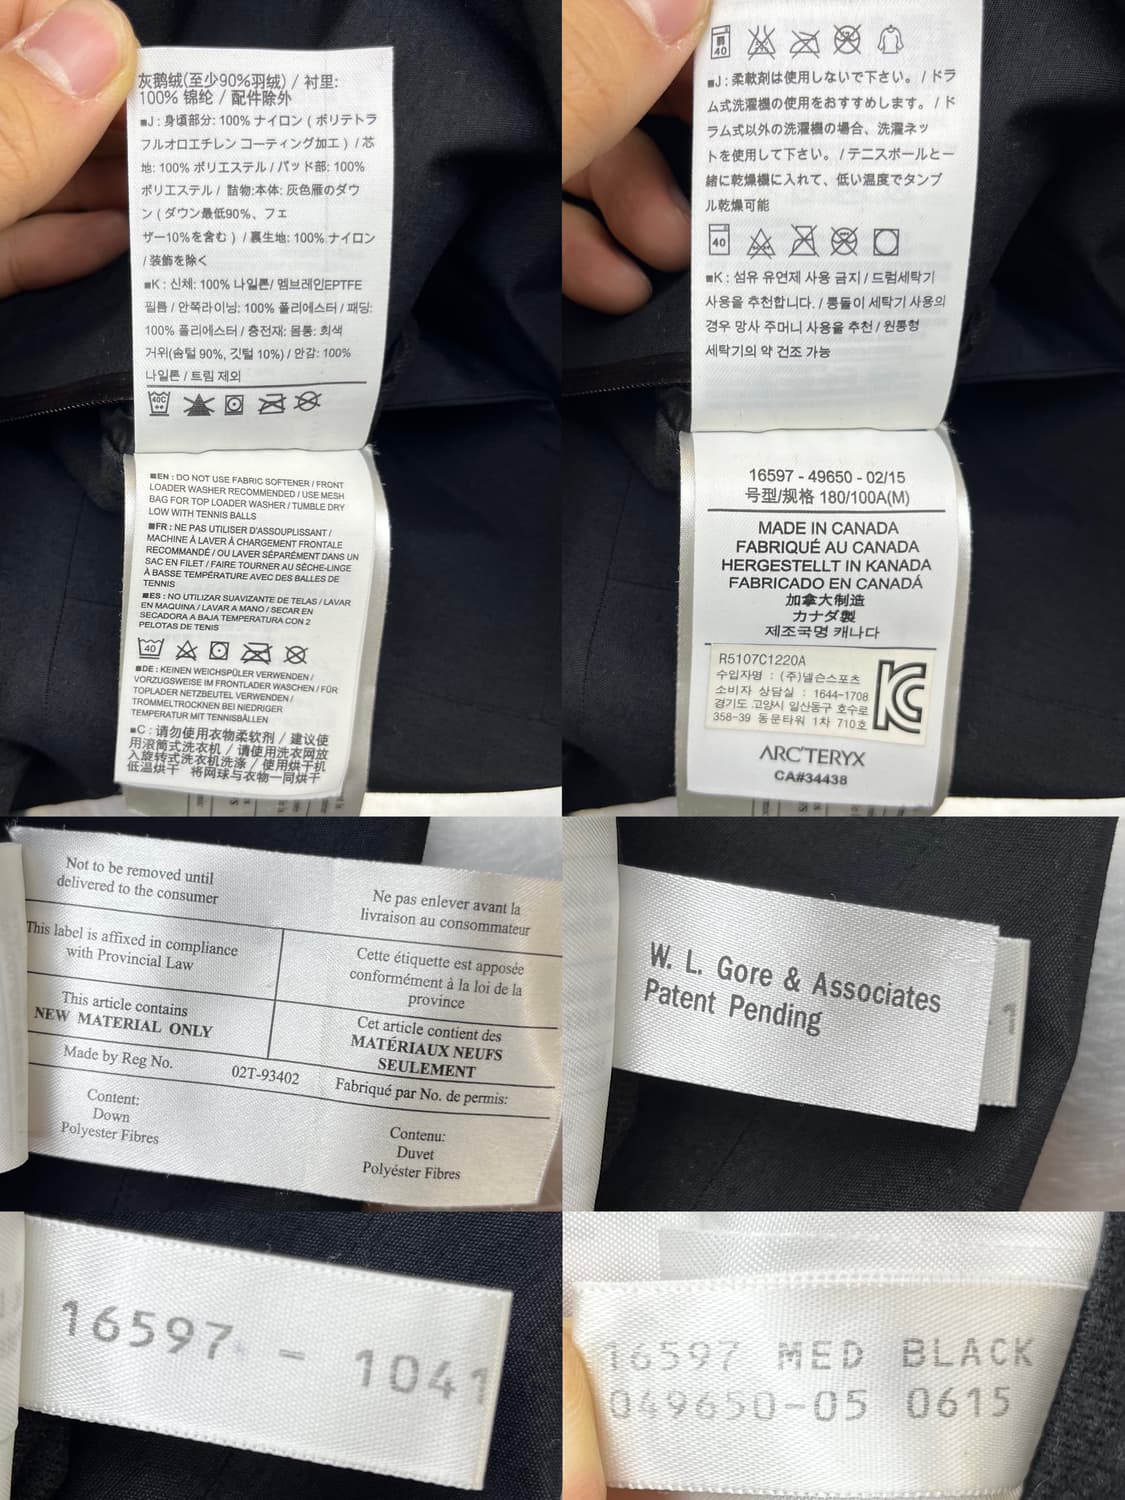 灰鹅绒(至少90%羽绒) / 衬里:
100% 锦纶 / 配件除外
■J : 身頃部分: 100% ナイロン ( ポリテトラ
フルオロエチレン コーティング加工 ) / 芯
地: 100% ポリエステル / パッド部: 100%
ポリエステル / 詰物:本体: 灰色雁のダウ
ン ( ダウン最低90%、フェ
ザー10%を含む ) / 裏生地: 100% ナイロン
/ 装飾を除く
■K : 신체: 100% 나일론/ 멤브레인EPTFE
필름 / 안쪽라이닝: 100% 폴리에스터 / 패딩:
100% 폴리에스터 / 충전재: 몸통: 회색
거위(솜털 90%, 깃털 10%) / 안감: 100%
나일론 / 트림 제외
40C
■EN : DO NOT USE FABRIC SOFTENER / FRONT
LOADER WASHER RECOMMENDED / USE MESH
BAG FOR TOP LOADER WASHER / TUMBLE DRY
LOW WITH TENNIS BALLS
■FR : NE PAS UTILISER D'ASSOUPLISSANT /
MACHINE À LAVER À CHARGEMENT FRONTALE
RECOMMANDÉ / OU LAVER SÉPARÉMENT DANS UN
SAC EN FILET / FAIRE TOURNER AU SÈCHE-LINGE
À BASSE TEMPÉRATURE AVEC DES BALLES DE
TENNIS
■ES : NO UTILIZAR SUAVIZANTE DE TELAS / LAVAR
EN MAQUINA / LAVAR A MANO / SECAR EN
SECADORA A BAJA TEMPERATURA CON 2
PELOTAS DE TENIS
40
■DE : KEINEN WEICHSPÜLER VERWENDEN /
VORZUGSWEISE IM FRONTLADER WASCHEN / FÜR
TOPLADER NETZBEUTEL VERWENDEN /
TROMMELTROCKNEN BEI NIEDRIGER
TEMPERATUR MIT TENNISBÄLLEN
■C : 请勿使用衣物柔软剂 / 建议使
用滚筒式洗衣机 / 请使用洗衣网放
入旋转式洗衣机洗涤 / 使用烘干机
低温烘干 将网球与衣物一同烘干
40
■J : 柔軟剤は使用しないで下さい。 / ドラ
ム式洗濯機の使用をおすすめします。 / ド
ラム式以外の洗濯機の場合、洗濯ネッ
トを使用して下さい。 / テニスボールと一
緒に乾燥機に入れて、低い温度でタンブ
ル乾燥可能
40
■K : 섬유 유연제 사용 금지 / 드럼세탁기
사용을 추천합니다. / 통돌이 세탁기 사용의
경우 망사 주머니 사용을 추천 / 원통형
세탁기의 약 건조 가능
16597 - 49650 - 02/15
号型/规格 180/100A(M)
MADE IN CANADA
FABRIQUÉ AU CANADA
HERGESTELLT IN KANADA
FABRICADO EN CANADÁ
加拿大制造
カナダ製
제조국명 캐나다
R5107C1220A
수입자명 : (주)넬슨스포츠
소비자 상담실 : 1644-1708
경기도 고양시 일산동구 호수로
358-39 동문타워 1차 710호
KC
ARC'TERYX
CA#34438
Not to be removed until
delivered to the consumer
Ne pas enlever avant la
livraison au consommateur
This label is affixed in compliance
with Provincial Law
Cette étiquette est apposée
conformément à la loi de la
province
This article contains
NEW MATERIAL ONLY
Cet article contient des
MATÉRIAUX NEUFS
SEULEMENT
Made by Reg No.
02T-93402
Fabriqué par No. de permis:
Content:
Down
Polyester Fibres
Contenu:
Duvet
Polyéster Fibres
W. L. Gore & Associates
Patent Pending
16597 - 1041
16597 MED BLACK
049650-05 0615